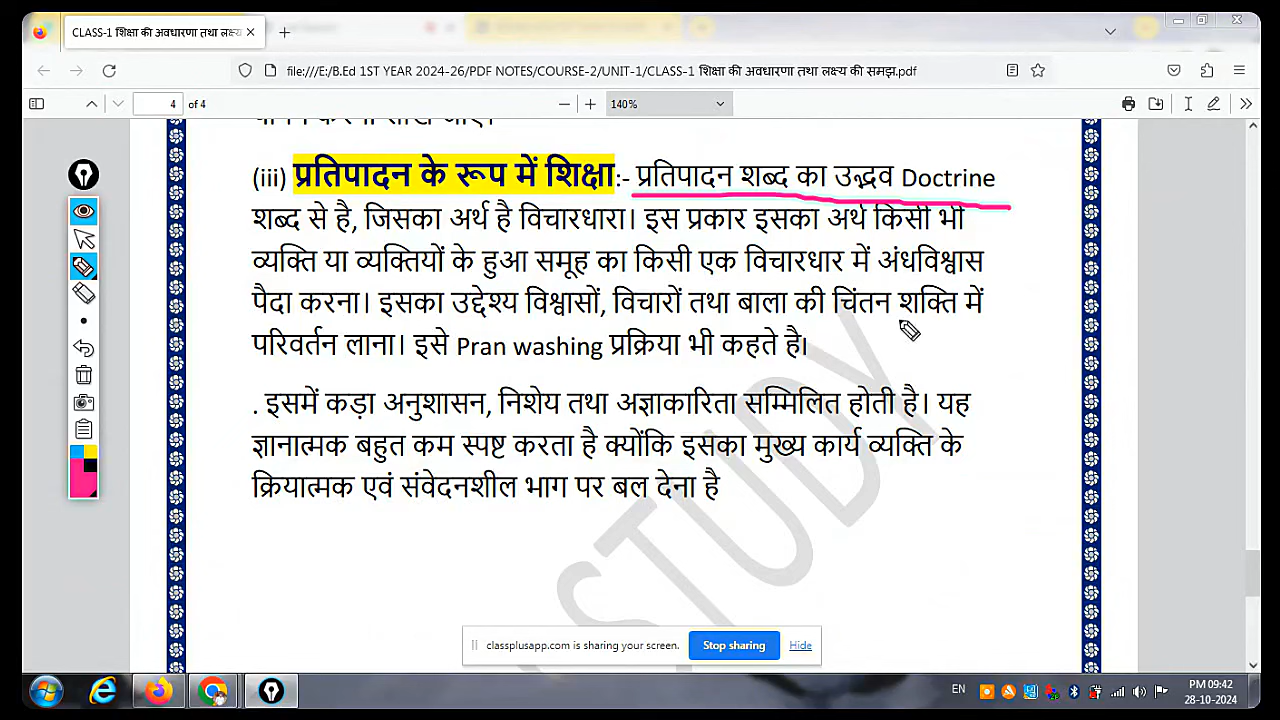 CLASS-1 शिक्षा की अवधारणा तथा लक्ष्य
file:///E:/B.Ed 1ST YEAR 2024-26/PDF NOTES/COURSE-2/UNIT-1/CLASS-1 शिक्षा की अवधारणा तथा लक्ष्य की समझ.pdf
4 of 4
140%
(iii) प्रतिपादन के रूप में शिक्षा:- प्रतिपादन शब्द का उद्भव Doctrine
शब्द से है, जिसका अर्थ है विचारधारा। इस प्रकार इसका अर्थ किसी भी
व्यक्ति या व्यक्तियों के हुआ समूह का किसी एक विचारधार में अंधविश्वास
पैदा करना। इसका उद्देश्य विश्वासों, विचारों तथा बाला की चिंतन शक्ति में
परिवर्तन लाना। इसे Pran washing प्रक्रिया भी कहते है।
. इसमें कड़ा अनुशासन, निशेय तथा अज्ञाकारिता सम्मिलित होती है। यह
ज्ञानात्मक बहुत कम स्पष्ट करता है क्योंकि इसका मुख्य कार्य व्यक्ति के
क्रियात्मक एवं संवेदनशील भाग पर बल देना है
STUDY
classplusapp.com is sharing your screen. Stop sharing Hide
EN
PM 09:42
28-10-2024